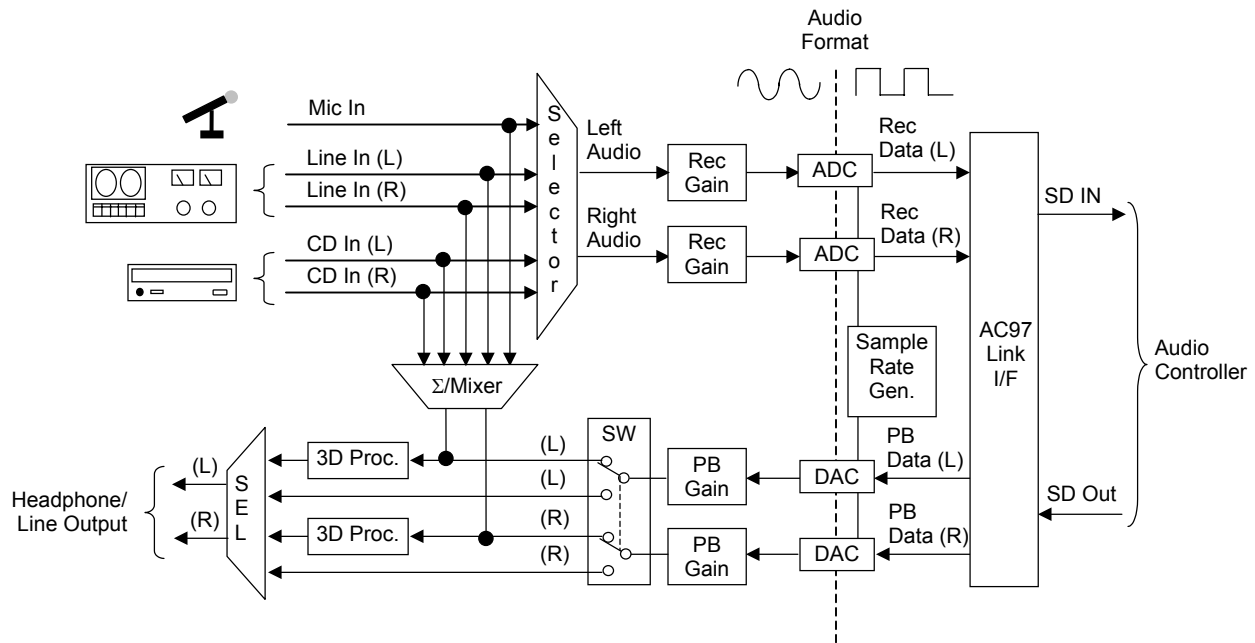 Audio
Format
Mic In
Line In (L)
Line In (R)
CD In (L)
CD In (R)
Selector
Left
Audio
Right
Audio
Rec
Gain
Rec
Gain
ADC
ADC
Rec
Data (L)
Rec
Data (R)
SD IN
AC97
Link
I/F
Sample
Rate
Gen.
Audio
Controller
Σ/Mixer
SW
(L)
(L)
(R)
(R)
3D Proc.
3D Proc.
SEL
(L)
(R)
Headphone/
Line Output
PB
Gain
PB
Gain
DAC
DAC
PB
Data (L)
PB
Data (R)
SD Out